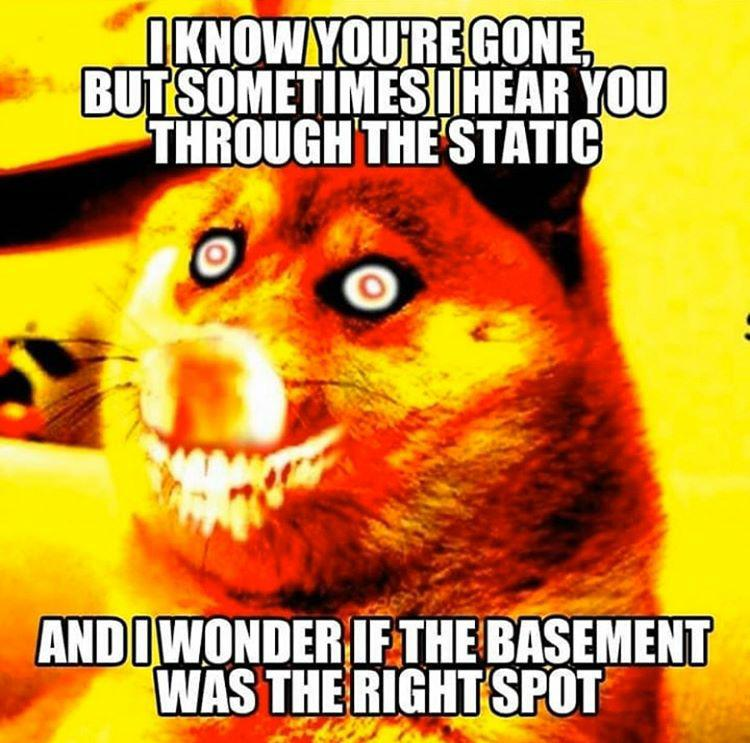 I KNOW YOU'RE GONE,
BUT SOMETIMES I HEAR YOU
THROUGH THE STATIC
AND I WONDER IF THE BASEMENT
WAS THE RIGHT SPOT